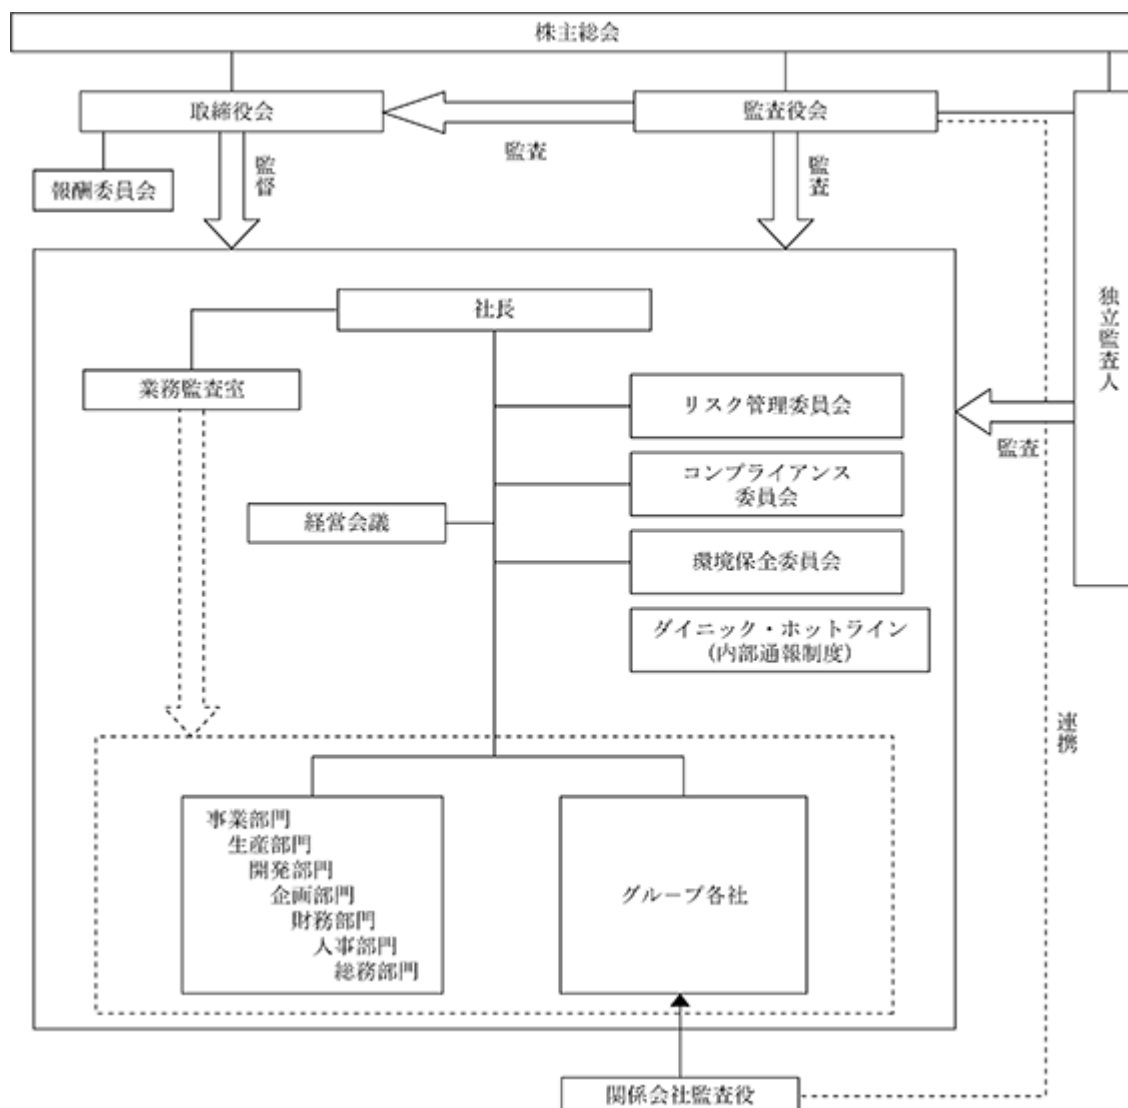 株主総会
取締役会
監査役会
監査
監督
監査
報酬委員会
独立監査人
社長
業務監査室
リスク管理委員会
監査
コンプライアンス
委員会
経営会議
環境保全委員会
ダイニック・ホットライン
(内部通報制度)
連携
事業部門
生産部門
開発部門
企画部門
財務部門
人事部門
総務部門
グループ各社
関係会社監査役